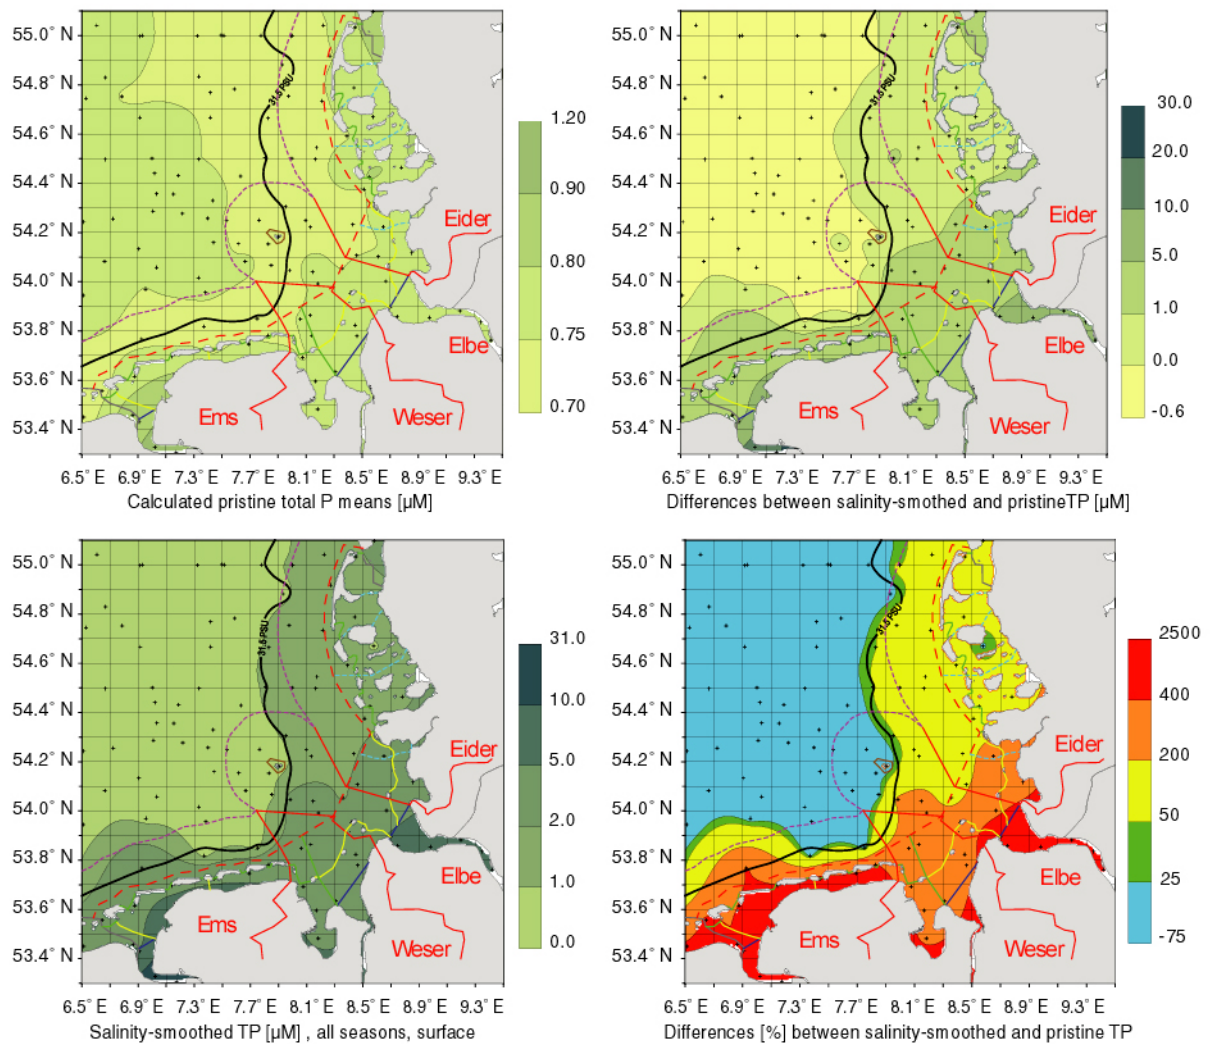 55.0° N
54.8° N
54.6° N
54.4° N
54.2° N
54.0° N
53.8° N
53.6° N
53.4° N
31.5 PSU
Eider
Elbe
Ems
Weser
1.20
0.90
0.80
0.75
0.70
6.5° E 6.9° E 7.3° E 7.7° E 8.1° E 8.5° E 8.9° E 9.3° E
Calculated pristine total P means [µM]
55.0° N
54.8° N
54.6° N
54.4° N
54.2° N
54.0° N
53.8° N
53.6° N
53.4° N
31.5 PSU
Eider
Elbe
Ems
Weser
30.0
20.0
10.0
5.0
1.0
0.0
-0.6
6.5° E 6.9° E 7.3° E 7.7° E 8.1° E 8.5° E 8.9° E 9.3° E
Differences between salinity-smothed and pristineTP [µM]
55.0° N
54.8° N
54.6° N
54.4° N
54.2° N
54.0° N
53.8° N
53.6° N
53.4° N
31.5 PSU
Eider
Elbe
Ems
Weser
31.0
10.0
5.0
2.0
1.0
0.0
6.5° E 6.9° E 7.3° E 7.7° E 8.1° E 8.5° E 8.9° E 9.3° E
Salinity-smoothed TP [µM] , all seasons, surface
55.0° N
54.8° N
54.6° N
54.4° N
54.2° N
54.0° N
53.8° N
53.6° N
53.4° N
31.5 PSU
Eider
Elbe
Ems
Weser
2500
400
200
50
25
-75
6.5° E 6.9° E 7.3° E 7.7° E 8.1° E 8.5° E 8.9° E 9.3° E
Differences [%] between salinity-smoothed and pristine TP